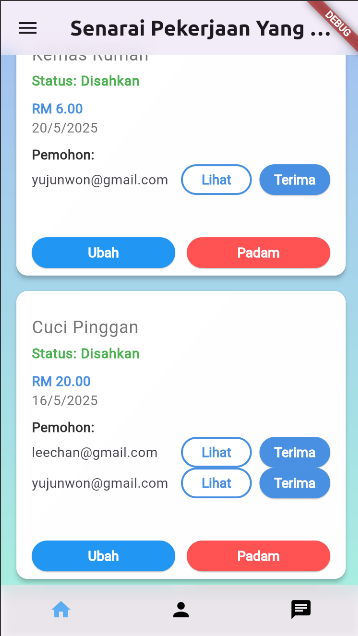 Senarai Pekerjaan Yang ...
DEBUG
Kemas Rumah
Status: Disahkan
RM 6.00
20/5/2025
Pemohon:
yujunwon@gmail.com Lihat Terima
Ubah Padam
Cuci Pinggan
Status: Disahkan
RM 20.00
16/5/2025
Pemohon:
leechan@gmail.com Lihat Terima
yujunwon@gmail.com Lihat Terima
Ubah Padam